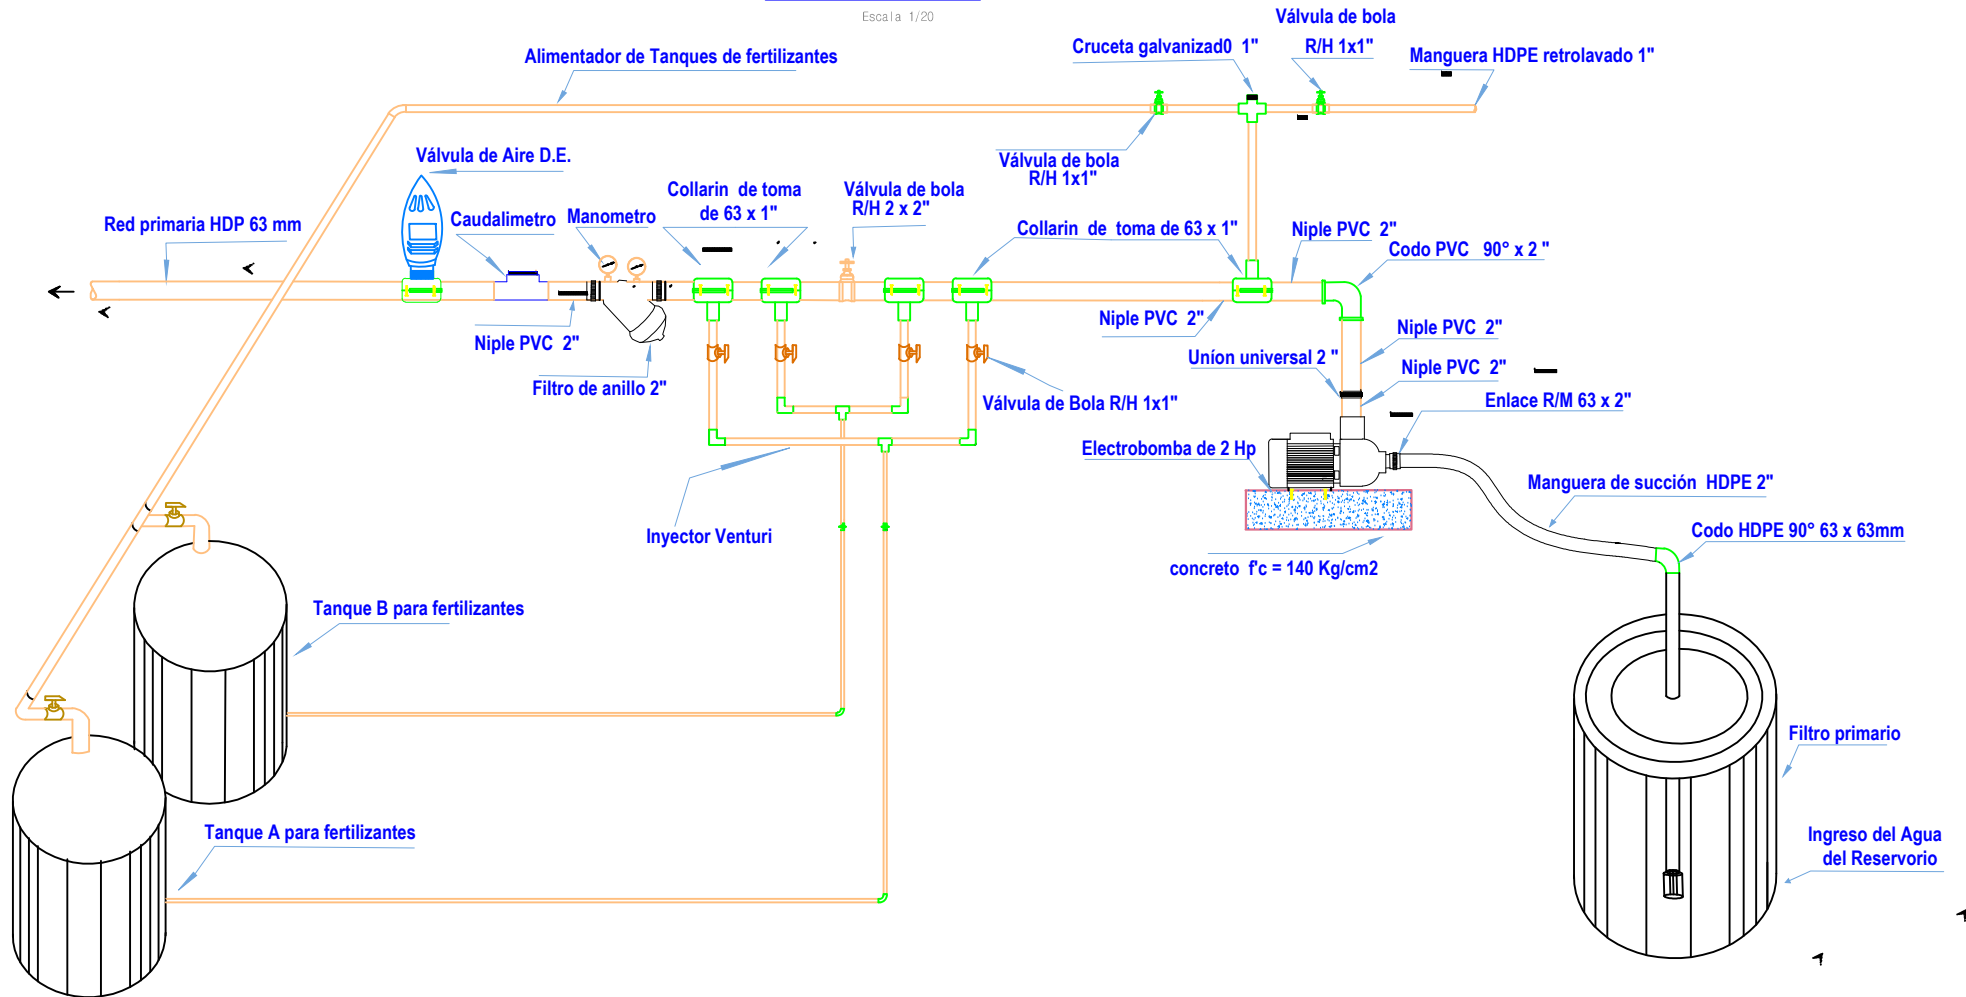 Escala 1/20
Alimentador de Tanques de fertilizantes
Cruceta galvanizad0 1"
Válvula de bola
R/H 1x1"
Manguera HDPE retrolavado 1"
Válvula de Aire D.E.
Válvula de bola
R/H 1x1"
Collarin de toma
de 63 x 1"
Válvula de bola
R/H 2 x 2"
Red primaria HDP 63 mm
Caudalimetro
Manometro
Collarin de toma de 63 x 1"
Niple PVC 2"
Codo PVC 90° x 2 "
Niple PVC 2"
Niple PVC 2"
Niple PVC 2"
Filtro de anillo 2"
Uníon universal 2 "
Niple PVC 2"
Válvula de Bola R/H 1x1"
Enlace R/M 63 x 2"
Electrobomba de 2 Hp
Manguera de succión HDPE 2"
Inyector Venturi
Codo HDPE 90° 63 x 63mm
concreto f'c = 140 Kg/cm2
Tanque B para fertilizantes
Filtro primario
Tanque A para fertilizantes
Ingreso del Agua
del Reservorio